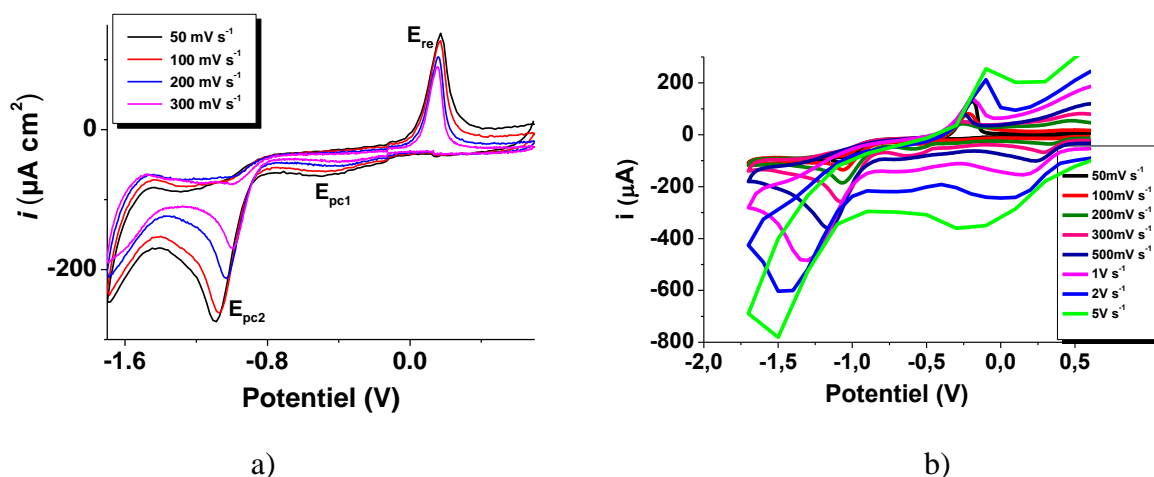 50 mV s⁻¹
100 mV s⁻¹
200 mV s⁻¹
300 mV s⁻¹
E_re
E_pc1
E_pc2
0
-200
i (µA cm²)
-1.6 -0.8 0.0
Potentiel (V)
a)
200
0
-200
-400
-600
-800
i (µA)
50mV s⁻¹
100mV s⁻¹
200mV s⁻¹
300mV s⁻¹
500mV s⁻¹
1V s⁻¹
2V s⁻¹
5V s⁻¹
-2,0 -1,5 -1,0 -0,5 0,0 0,5
Potentiel (V)
b)